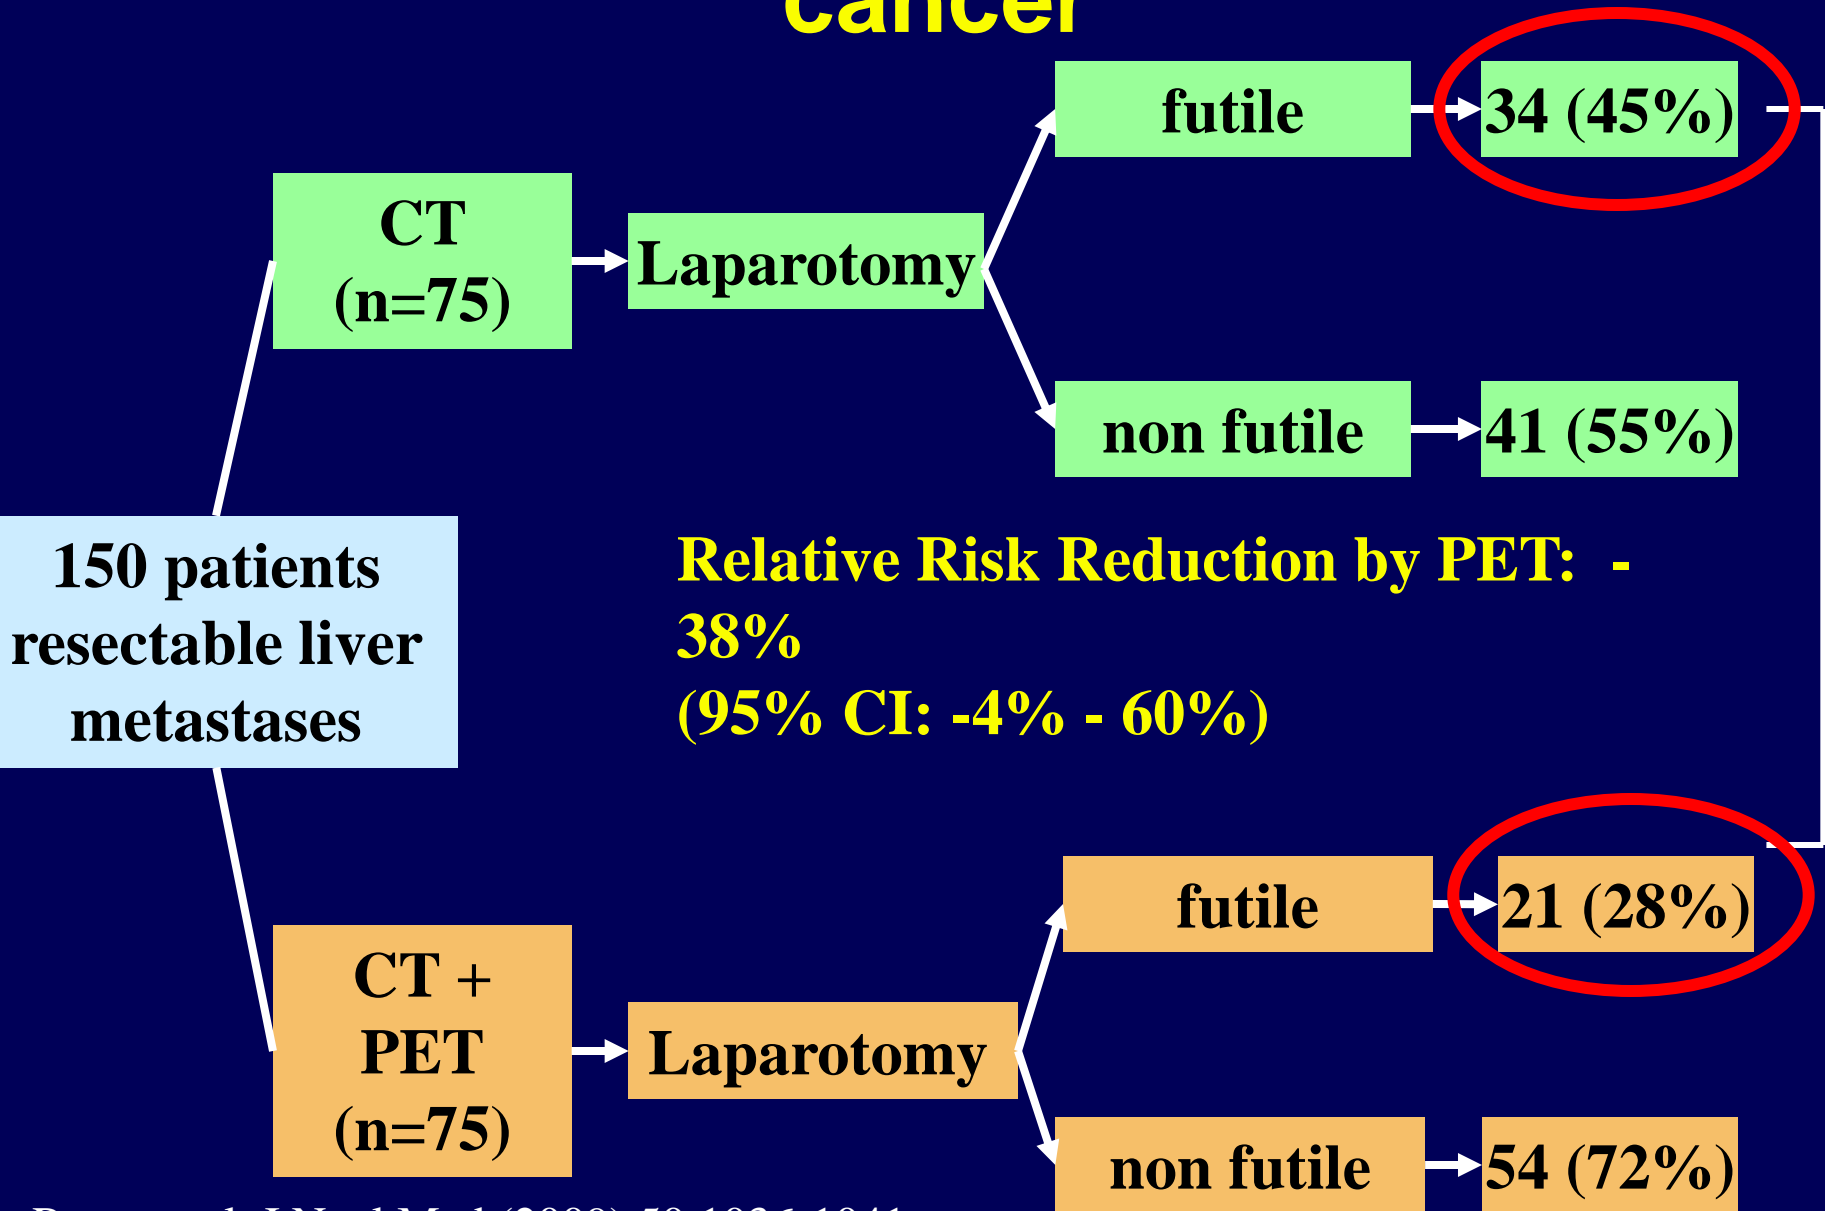 cancer
futile
34 (45%)
CT
(n=75)
Laparotomy
non futile
41 (55%)
150 patients
resectable liver
metastases
Relative Risk Reduction by PET:  -
38%
(95% CI: -4% - 60%)
futile
21 (28%)
CT +
PET
(n=75)
Laparotomy
non futile
54 (72%)